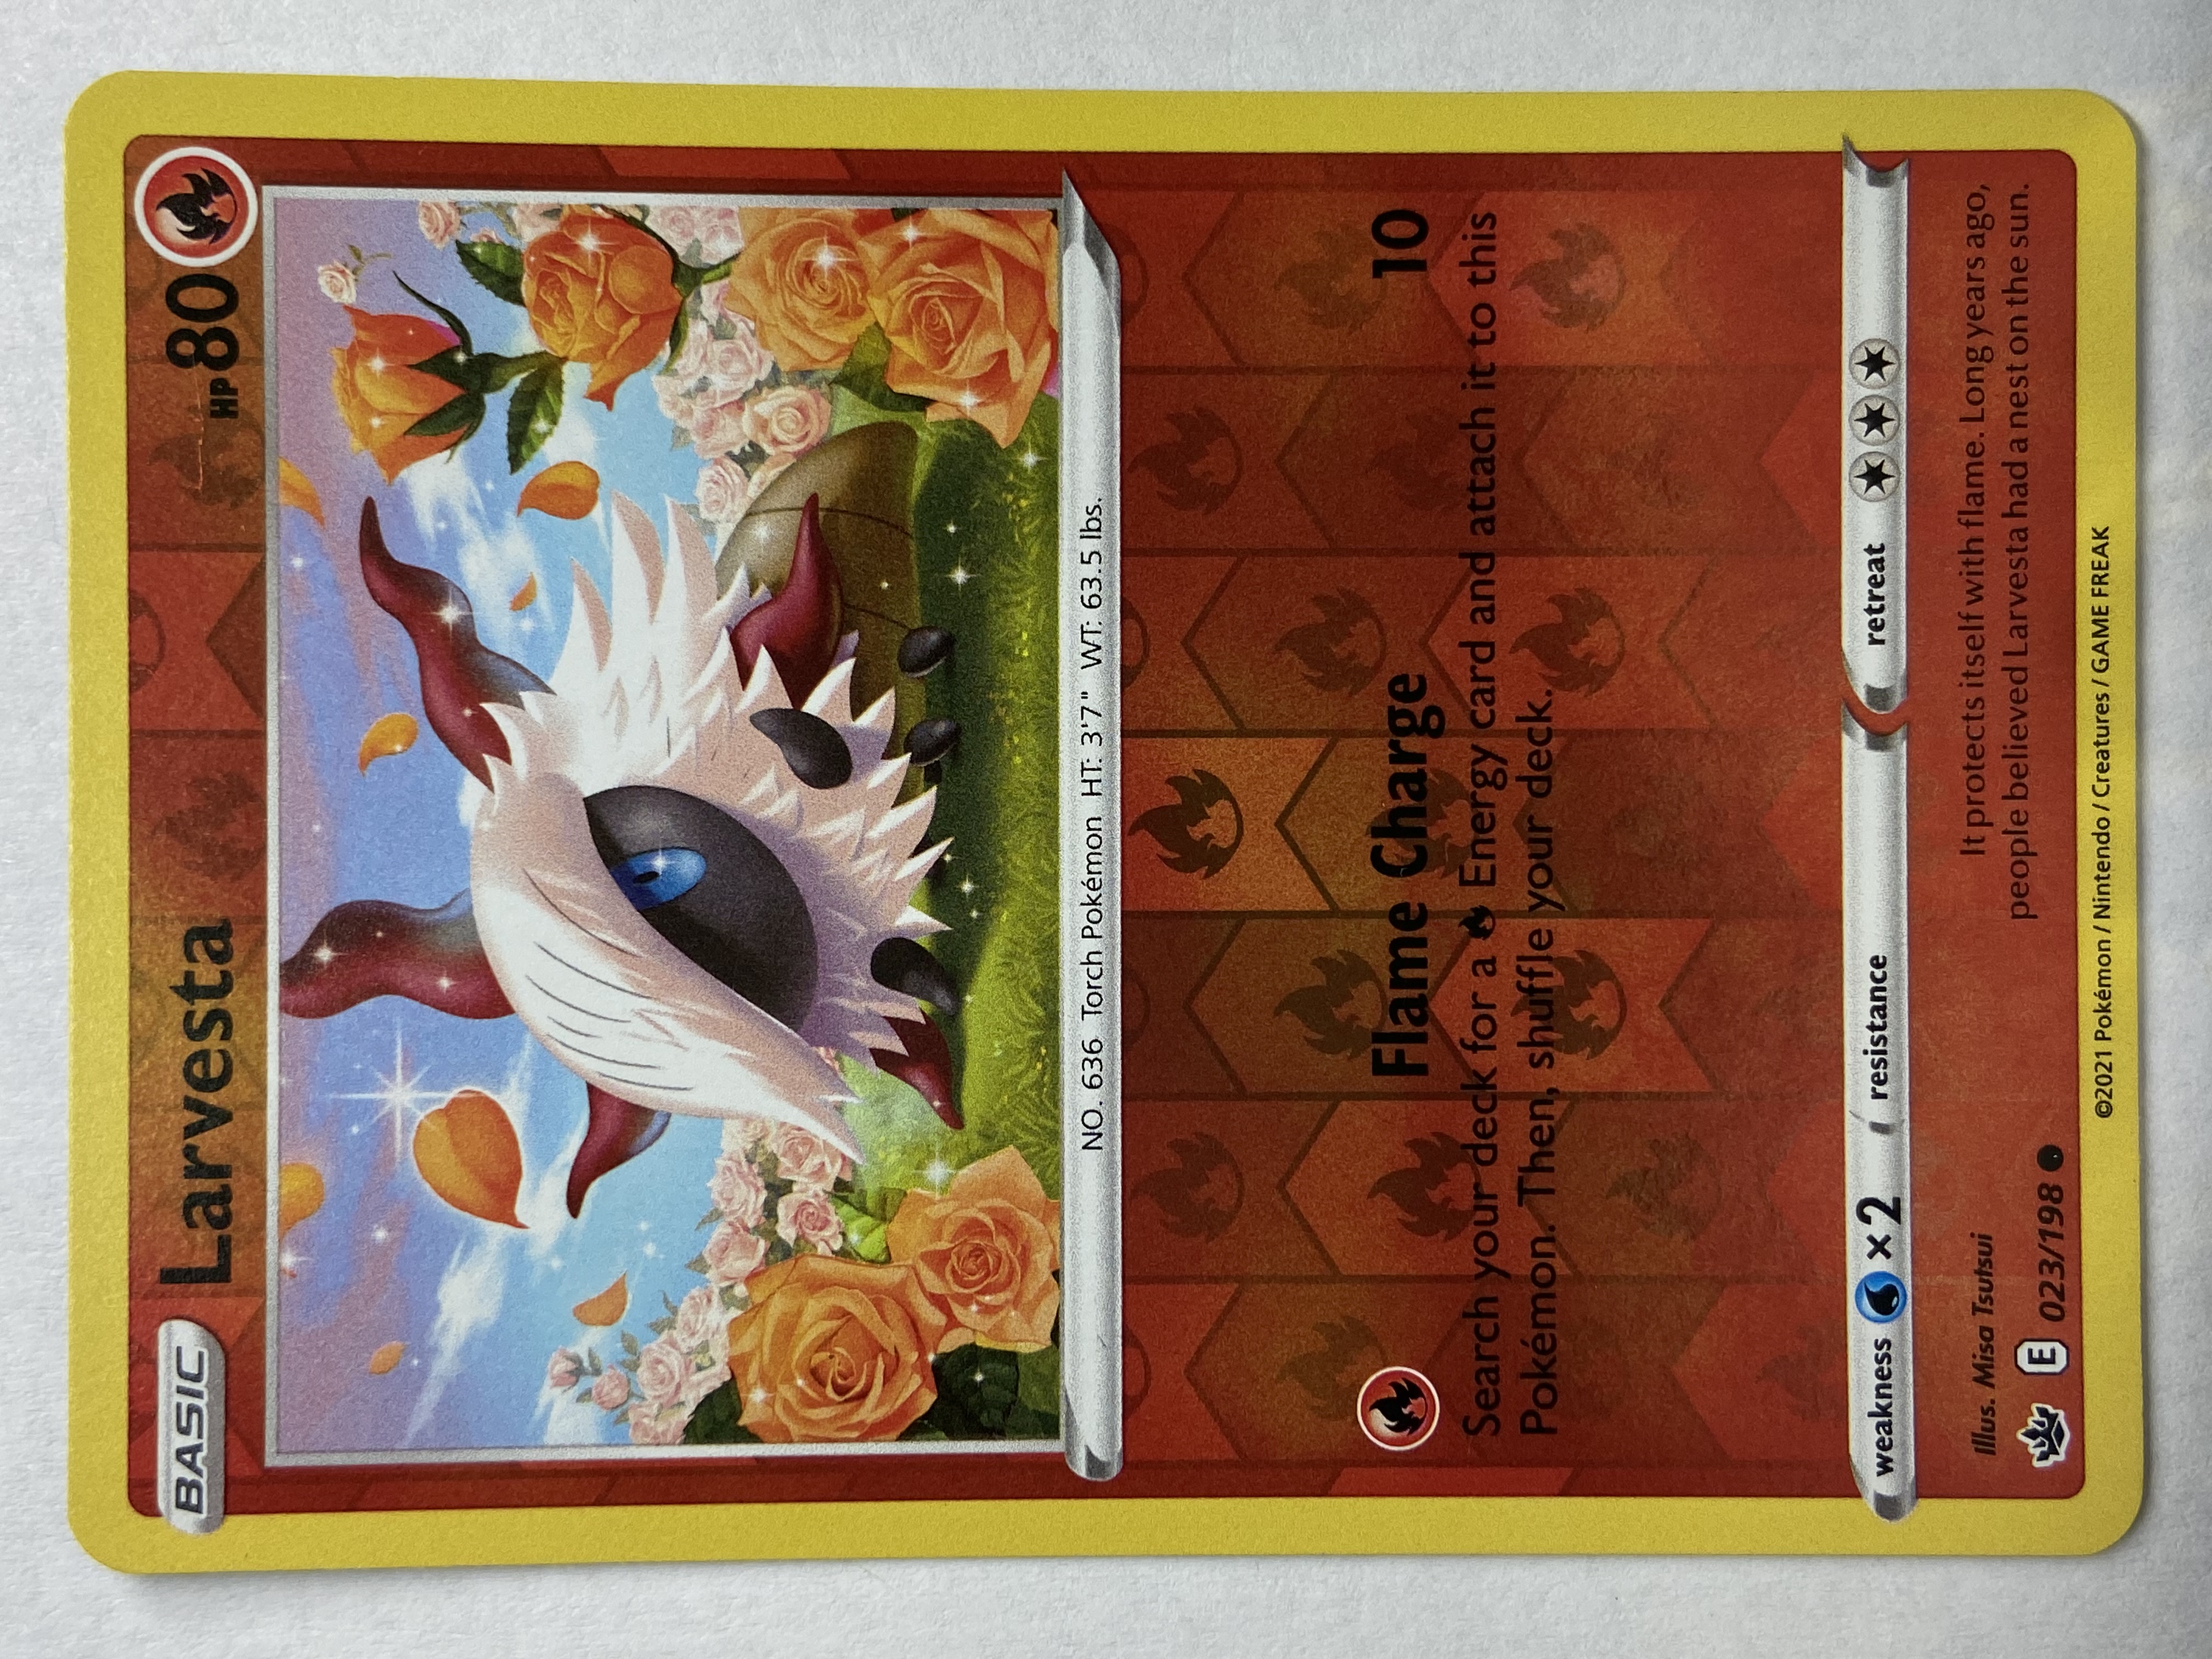 BASIC Larvesta HP 80
NO. 636 Torch Pokémon HT: 3'7" WT: 63.5 lbs.
Flame Charge 10
Search your deck for a Energy card and attach it to this
Pokémon. Then, shuffle your deck.
weakness ×2 resistance retreat
Illus. Misa Tsutsui
It protects itself with flame. Long years ago,
people believed Larvesta had a nest on the sun.
E 023/198
©2021 Pokémon / Nintendo / Creatures / GAME FREAK